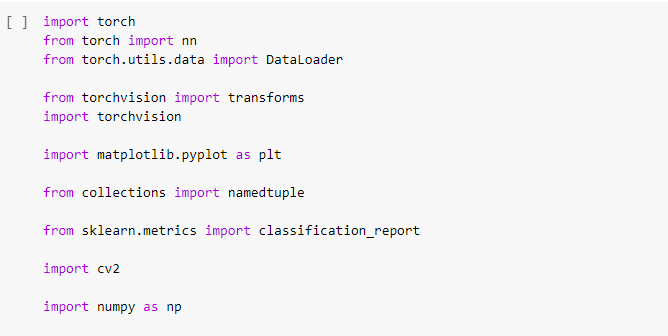 [ ] import torch
from torch import nn
from torch.utils.data import DataLoader
from torchvision import transforms
import torchvision
import matplotlib.pyplot as plt
from collections import namedtuple
from sklearn.metrics import classification_report
import cv2
import numpy as np